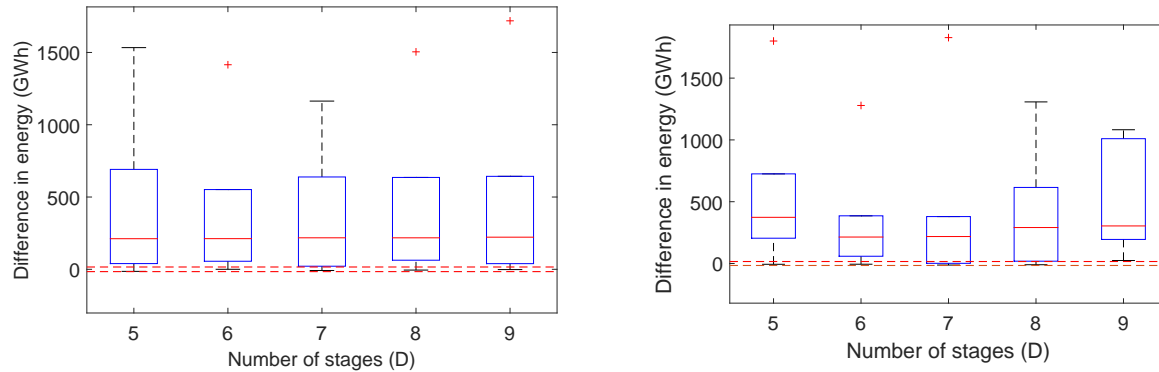 Difference in energy (GWh)
1500
1000
500
0
5 6 7 8 9
Number of stages (D)
Difference in energy (GWh)
1500
1000
500
0
5 6 7 8 9
Number of stages (D)